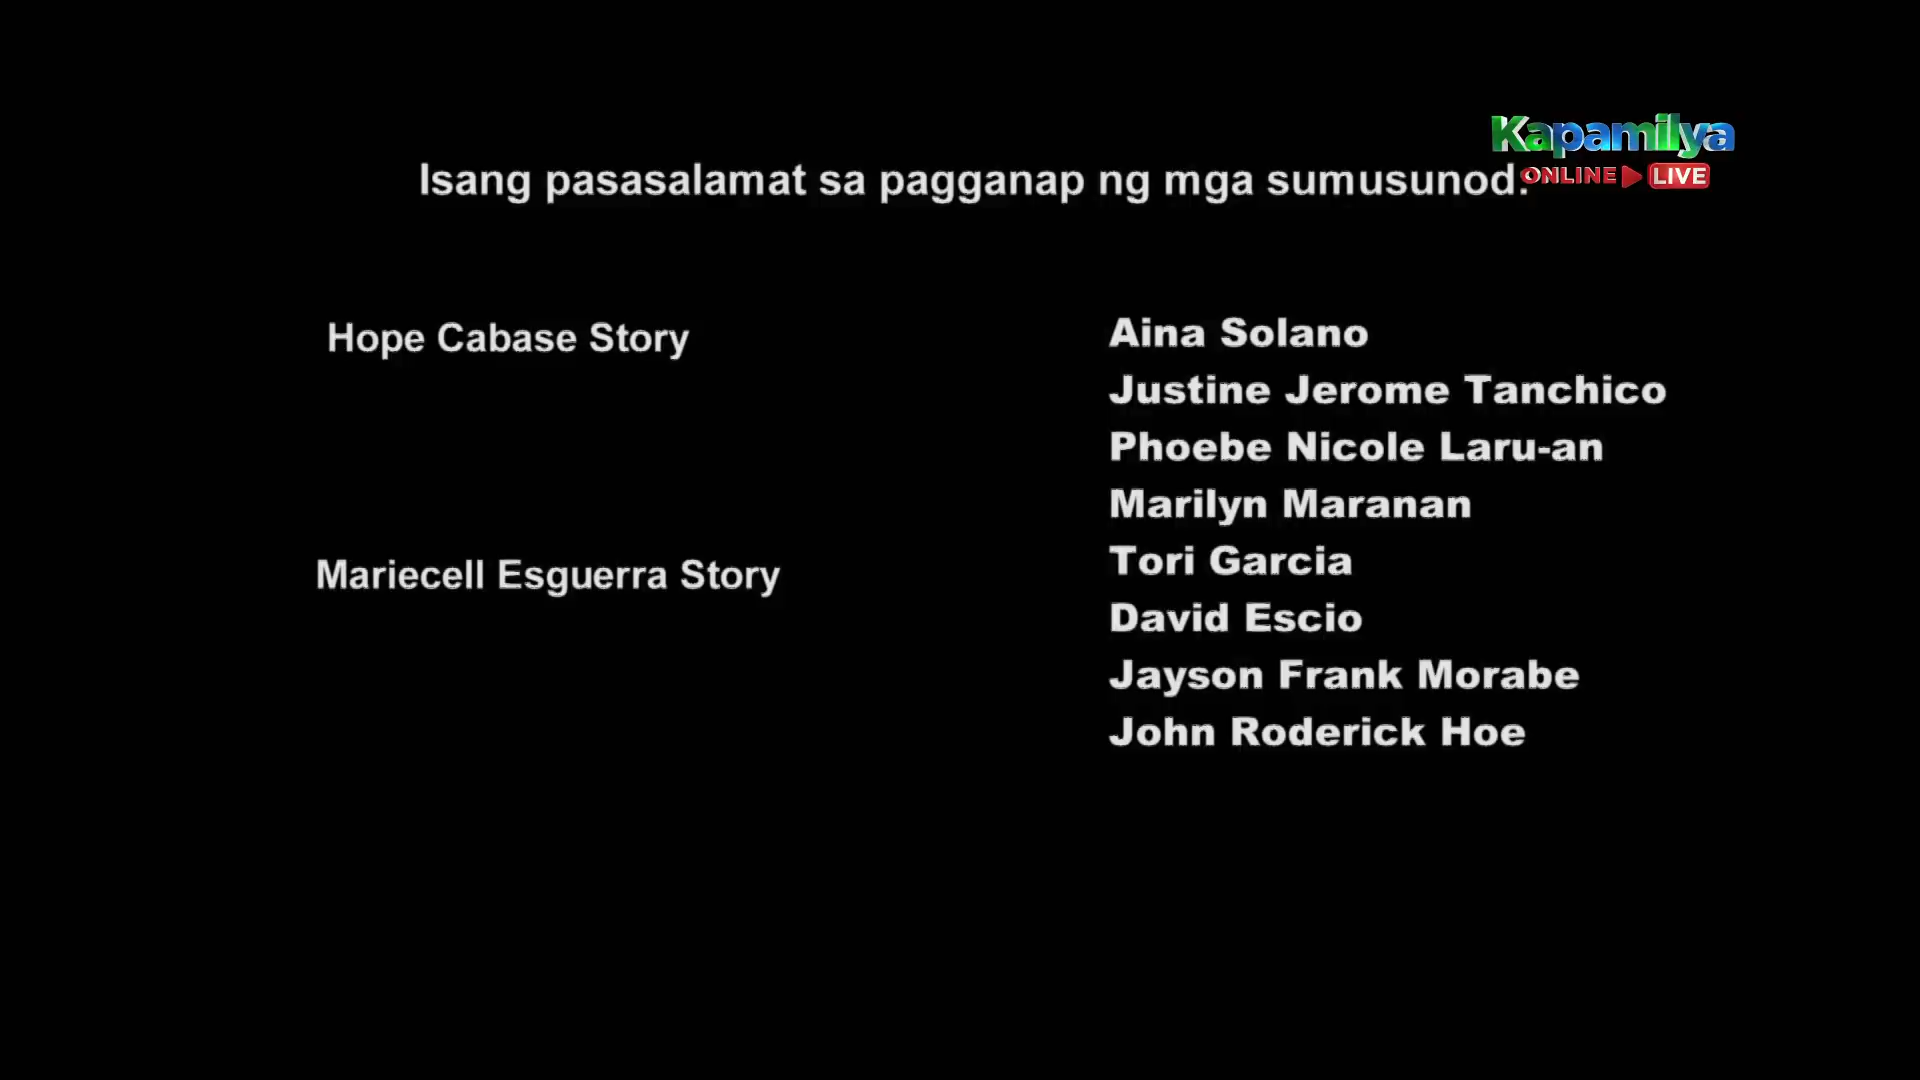 Kapamilya
ONLINE LIVE
Isang pasasalamat sa pagganap ng mga sumusunod:
Hope Cabase Story
Aina Solano
Justine Jerome Tanchico
Phoebe Nicole Laru-an
Marilyn Maranan
Mariecell Esguerra Story
Tori Garcia
David Escio
Jayson Frank Morabe
John Roderick Hoe